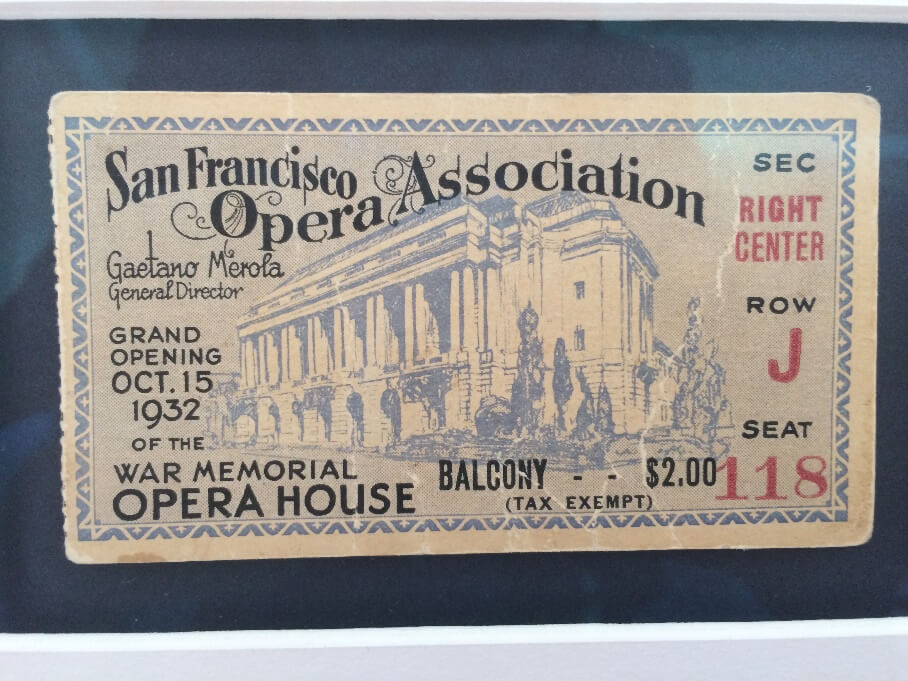 San Francisco
Opera Association
Gaetano Merola
General Director
GRAND
OPENING
OCT. 15
1932
OF THE
WAR MEMORIAL
OPERA HOUSE
BALCONY - - $2.00
(TAX EXEMPT)
SEC
RIGHT
CENTER
ROW
J
SEAT
118